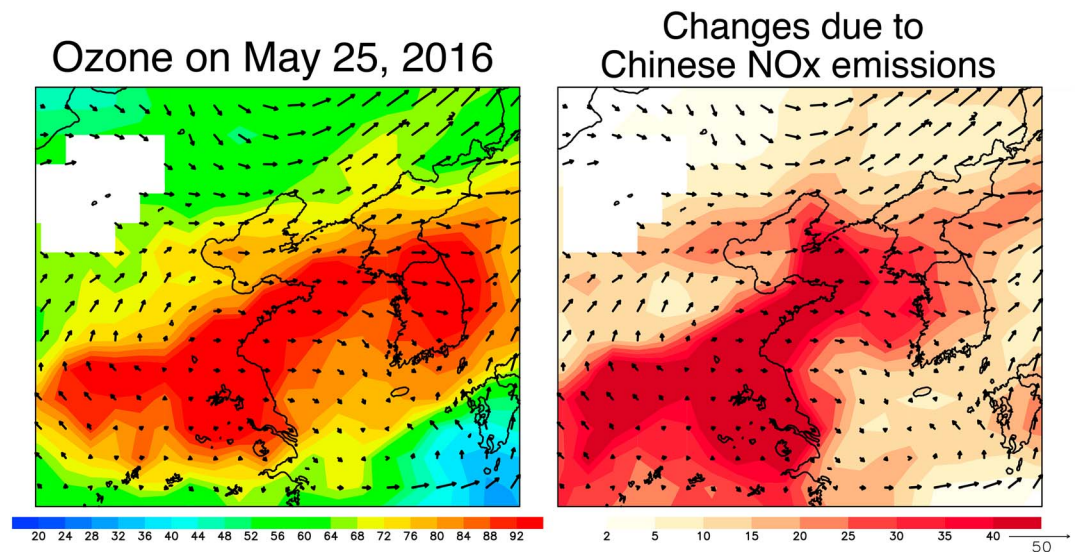 Ozone on May 25, 2016
Changes due to
Chinese NOx emissions
20 24 28 32 36 40 44 48 52 56 60 64 68 72 76 80 84 88 92
2 5 10 15 20 25 30 35 40
50